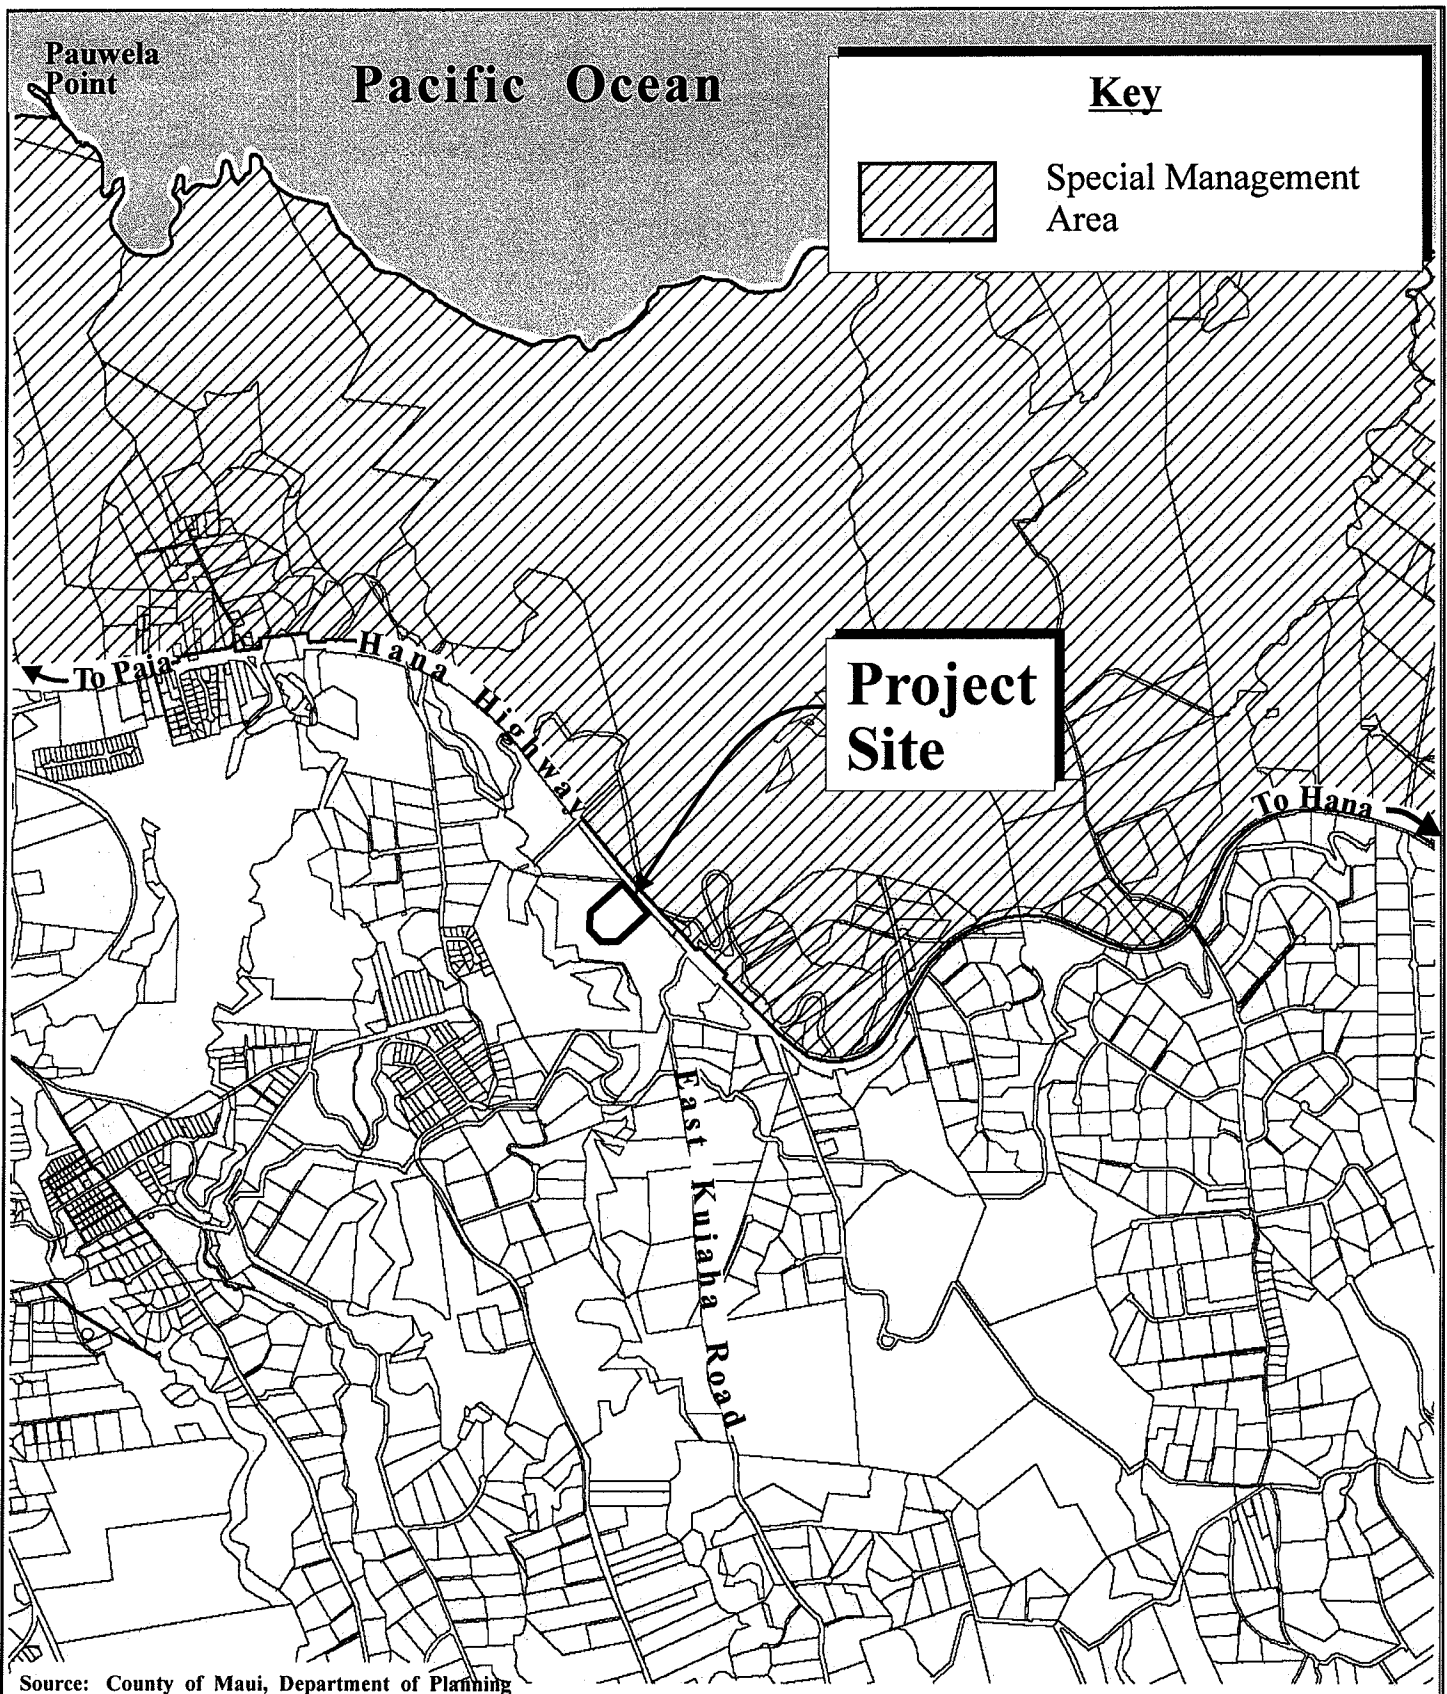 Pauwela
Point
Pacific Ocean
Key
Special Management
Area
To Paia
Hana Highway
Project
Site
To Hana
East Kuiaha Road
Source: County of Maui, Department of Planning